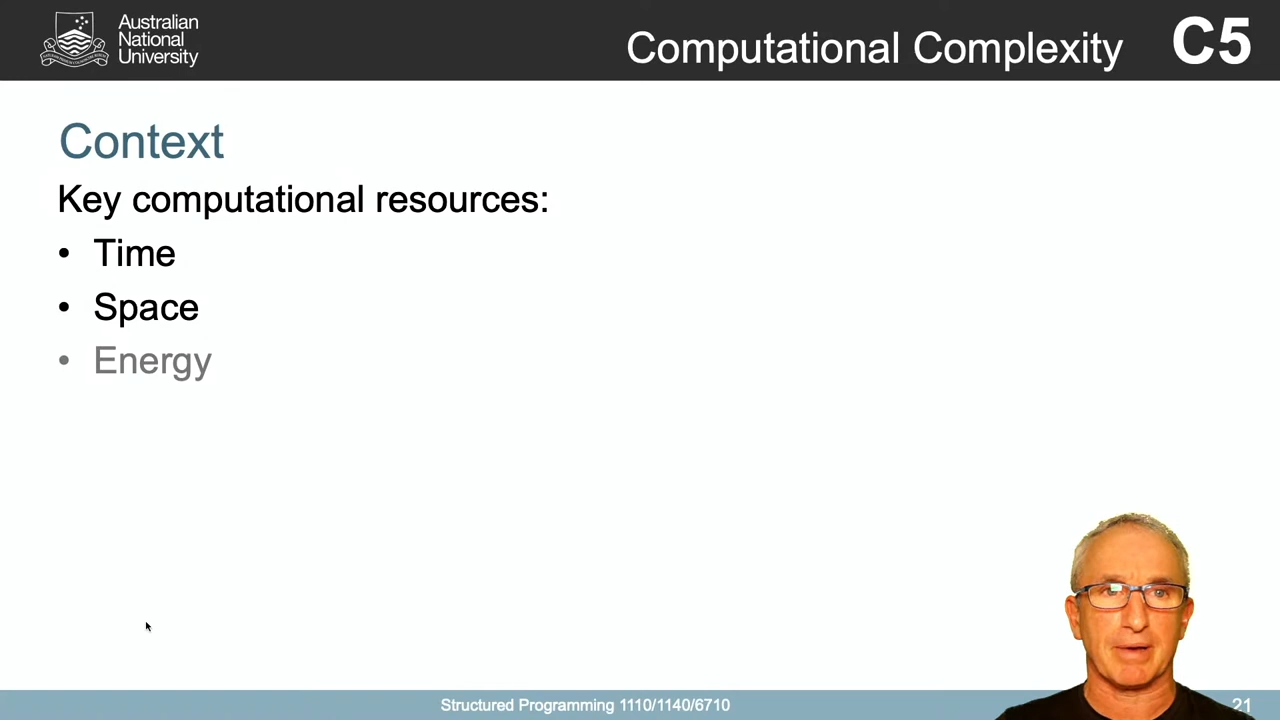 Australian
National
University
Computational Complexity
C5
Context
Key computational resources:
• Time
• Space
• Energy
Structured Programming 1110/1140/6710
21